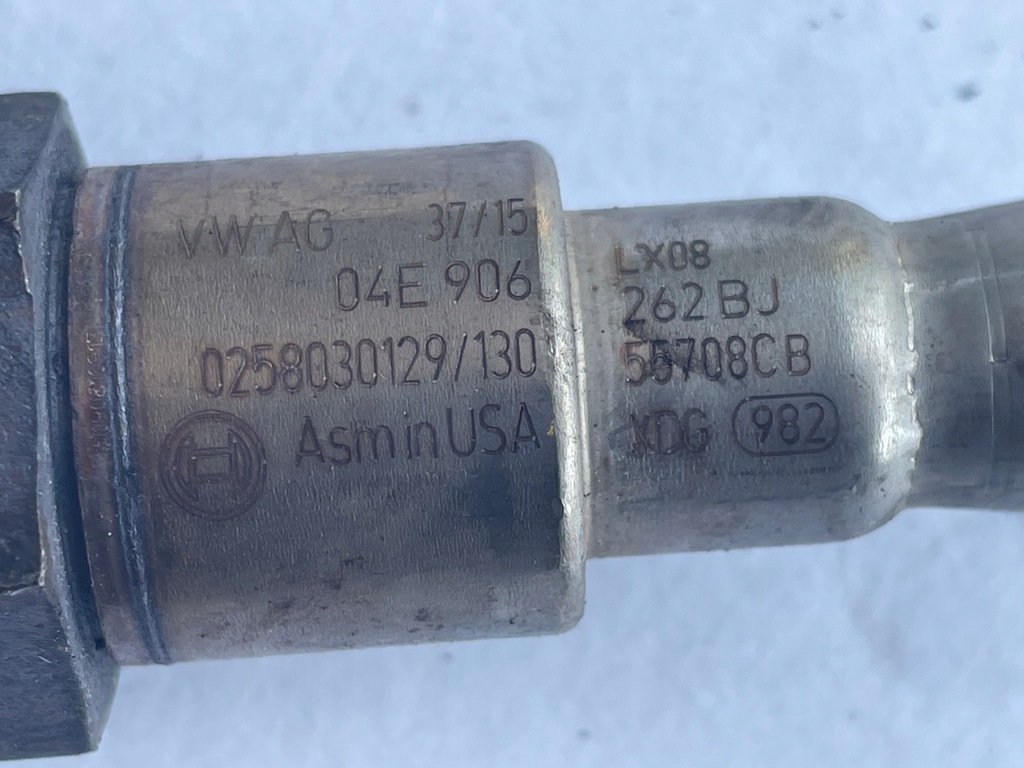 VW AG 37/15
04E 906
0258030129/130
Asm in USA
LX08
262 BJ
55708CB
XDG 982